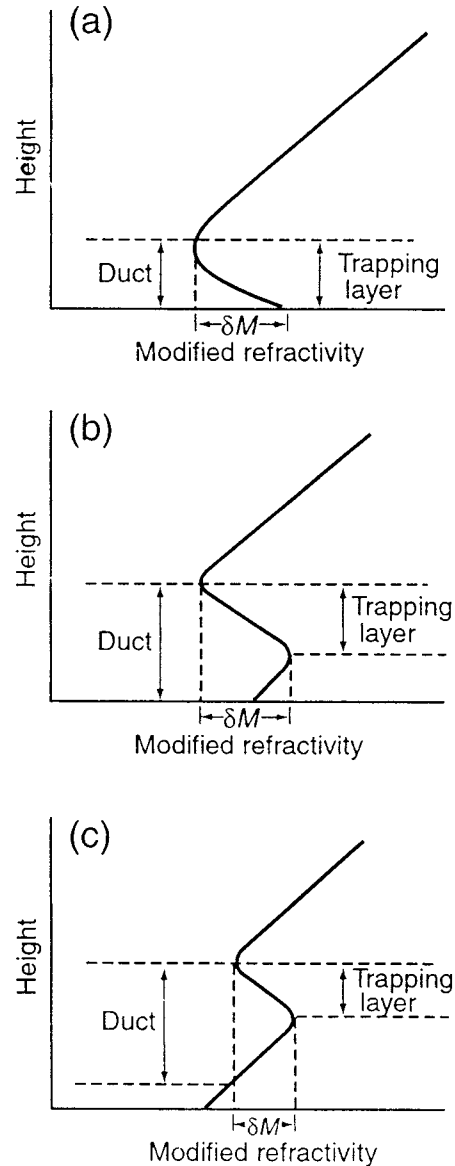 (a)
Height
Duct
Trapping
layer
δM
Modified refractivity
(b)
Height
Duct
Trapping
layer
δM
Modified refractivity
(c)
Height
Duct
Trapping
layer
δM
Modified refractivity